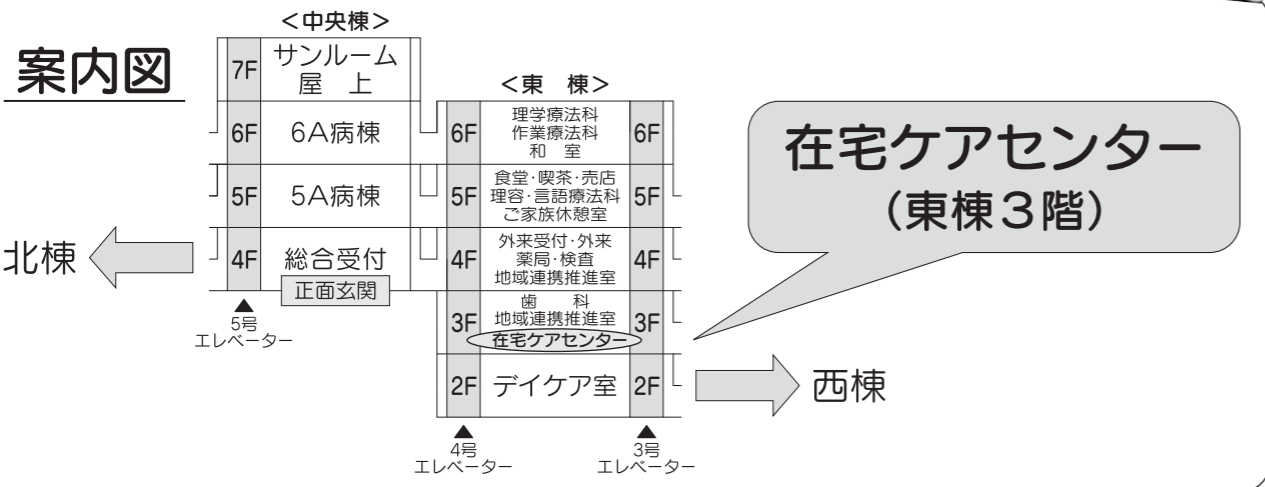 案内図
<中央棟>
7F サンルーム
屋 上
6F 6A病棟
5F 5A病棟
4F 総合受付
正面玄関
北棟
5号
エレベーター
<東 棟>
6F 理学療法科 6F
作業療法科
和 室
5F 食堂・喫茶・売店 5F
理容・言語療法科
ご家族休憩室
4F 外来受付・外来 4F
薬局・検査
地域連携推進室
3F 歯 科 3F
地域連携推進室
在宅ケアセンター
2F デイケア室 2F
西棟
4号
エレベーター
3号
エレベーター
在宅ケアセンター
(東棟3階)